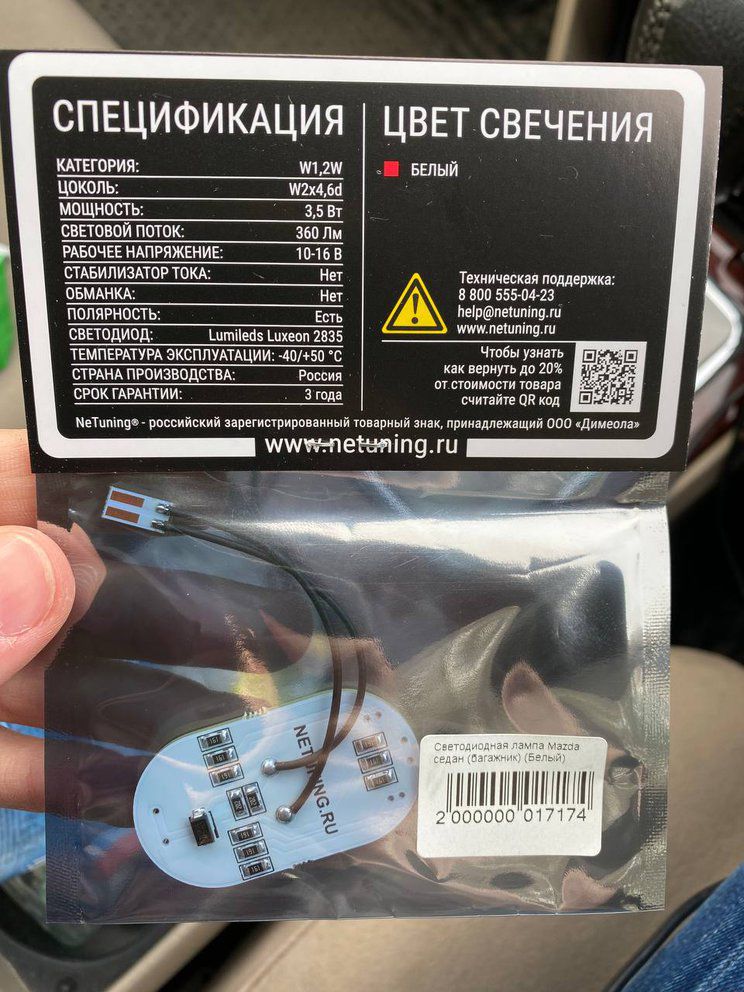 СПЕЦИФИКАЦИЯ
КАТЕГОРИЯ: W1,2W
ЦОКОЛЬ: W2x4,6d
МОЩНОСТЬ: 3,5 Вт
СВЕТОВОЙ ПОТОК: 360 Лм
РАБОЧЕЕ НАПРЯЖЕНИЕ: 10-16 В
СТАБИЛИЗАТОР ТОКА: Нет
ОБМАНКА: Нет
ПОЛЯРНОСТЬ: Есть
СВЕТОДИОД: Lumileds Luxeon 2835
ТЕМПЕРАТУРА ЭКСПЛУАТАЦИИ: -40/+50 °C
СТРАНА ПРОИЗВОДСТВА: Россия
СРОК ГАРАНТИИ: 3 года
ЦВЕТ СВЕЧЕНИЯ
БЕЛЫЙ
Техническая поддержка:
8 800 555-04-23
help@netuning.ru
www.netuning.ru
Чтобы узнать
как вернуть до 20%
от стоимости товара
считайте QR код
NeTuning® - российский зарегистрированный товарный знак, принадлежащий ООО «Димеола»
www.netuning.ru
NETUNING.RU
Светодиодная лампа Mazda
седан (багажник) (Белый)
2 000000 017174